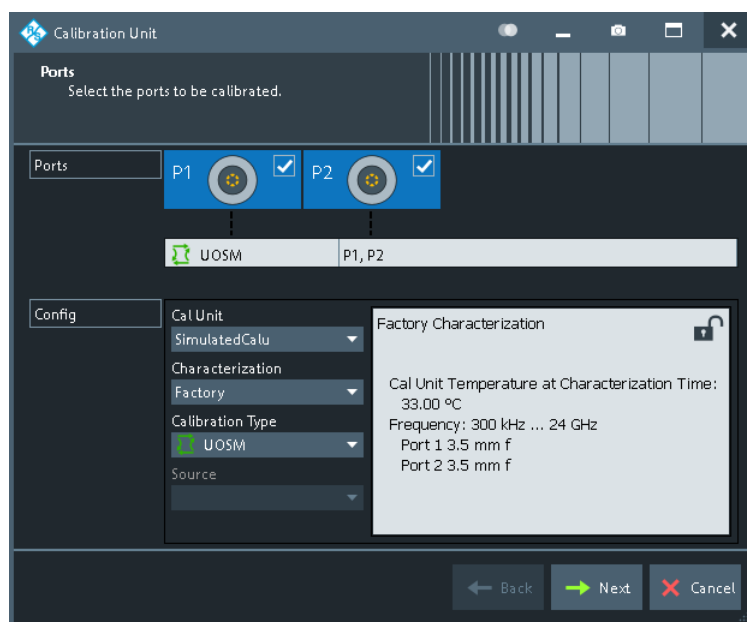 Calibration Unit
Ports
Select the ports to be calibrated.
Ports
P1
P2
UOSM
P1, P2
Config
Cal Unit
SimulatedCalu
Characterization
Factory
Calibration Type
UOSM
Source
Factory Characterization
Cal Unit Temperature at Characterization Time:
33.00 ºC
Frequency: 300 kHz ... 24 GHz
Port 1 3.5 mm f
Port 2 3.5 mm f
Back
Next
Cancel